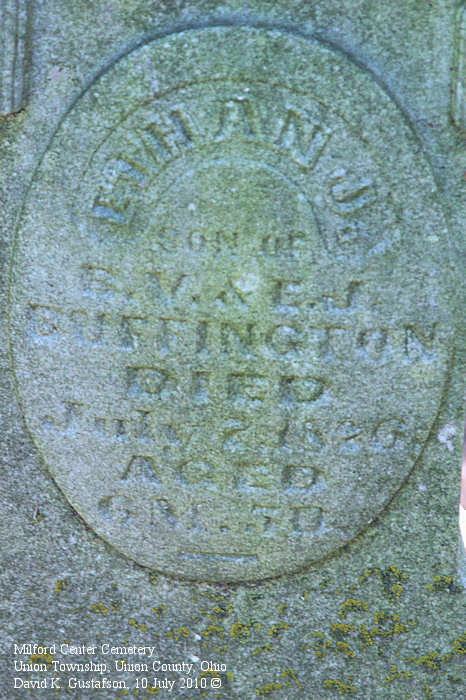 ETHAN J.
SON OF
B.V. & E.J.
BUFFINGTON
DIED
July
AGED
Milford Center Cemetery
Union Township, Union County, Ohio
David K. Gustafson, 10 July 2010 ©